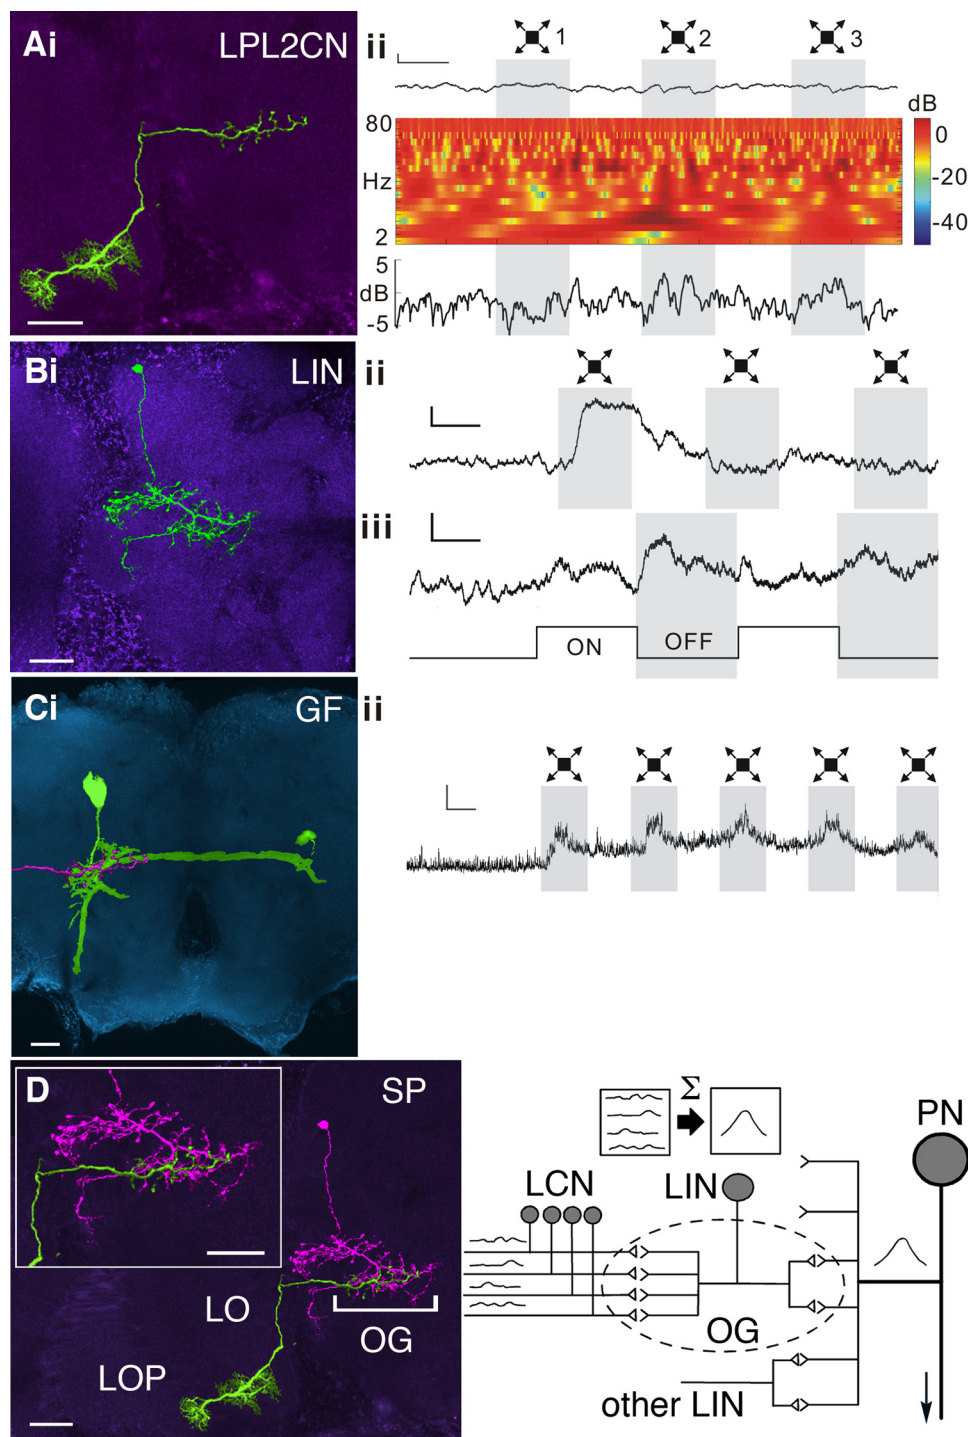 Ai
LPL2CN
ii
1
2
3
dB
80
Hz
2
0
-20
-40
5
dB
-5
Bi
LIN
ii
iii
ON
OFF
Ci
GF
ii
D
SP
LO
LOP
OG
Σ
PN
LCN
LIN
OG
other LIN